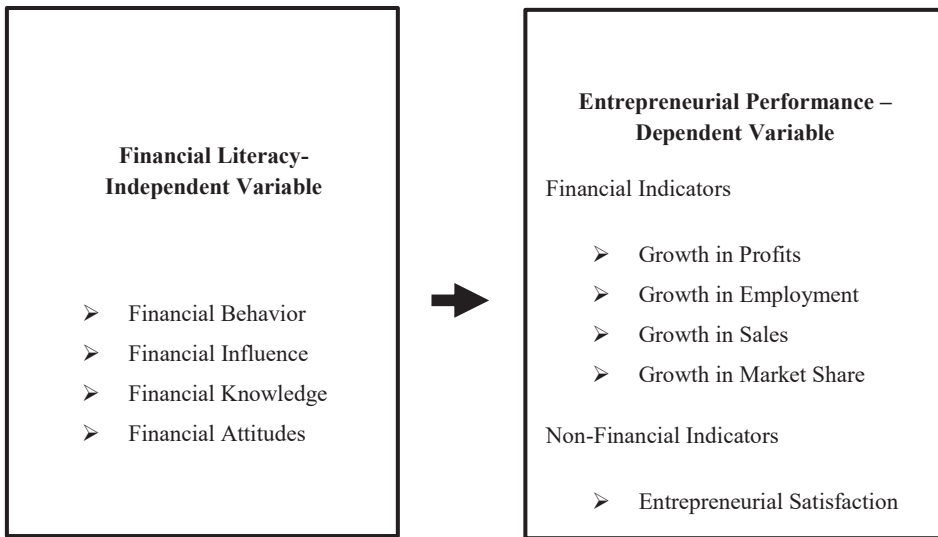 Financial Literacy-
Independent Variable
➢ Financial Behavior
➢ Financial Influence
➢ Financial Knowledge
➢ Financial Attitudes
Entrepreneurial Performance –
Dependent Variable
Financial Indicators
➢ Growth in Profits
➢ Growth in Employment
➢ Growth in Sales
➢ Growth in Market Share
Non-Financial Indicators
➢ Entrepreneurial Satisfaction